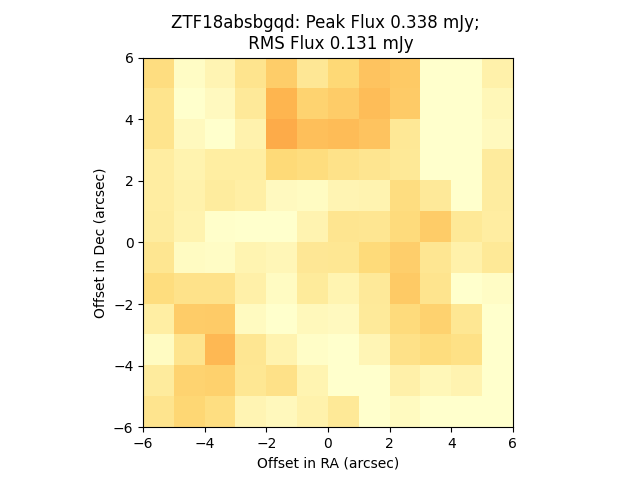 ZTF18absbgqd: Peak Flux 0.338 mJy;
RMS Flux 0.131 mJy
6
4
2
0
−2
−4
−6
Offset in Dec (arcsec)
−6 −4 −2 0 2 4 6
Offset in RA (arcsec)